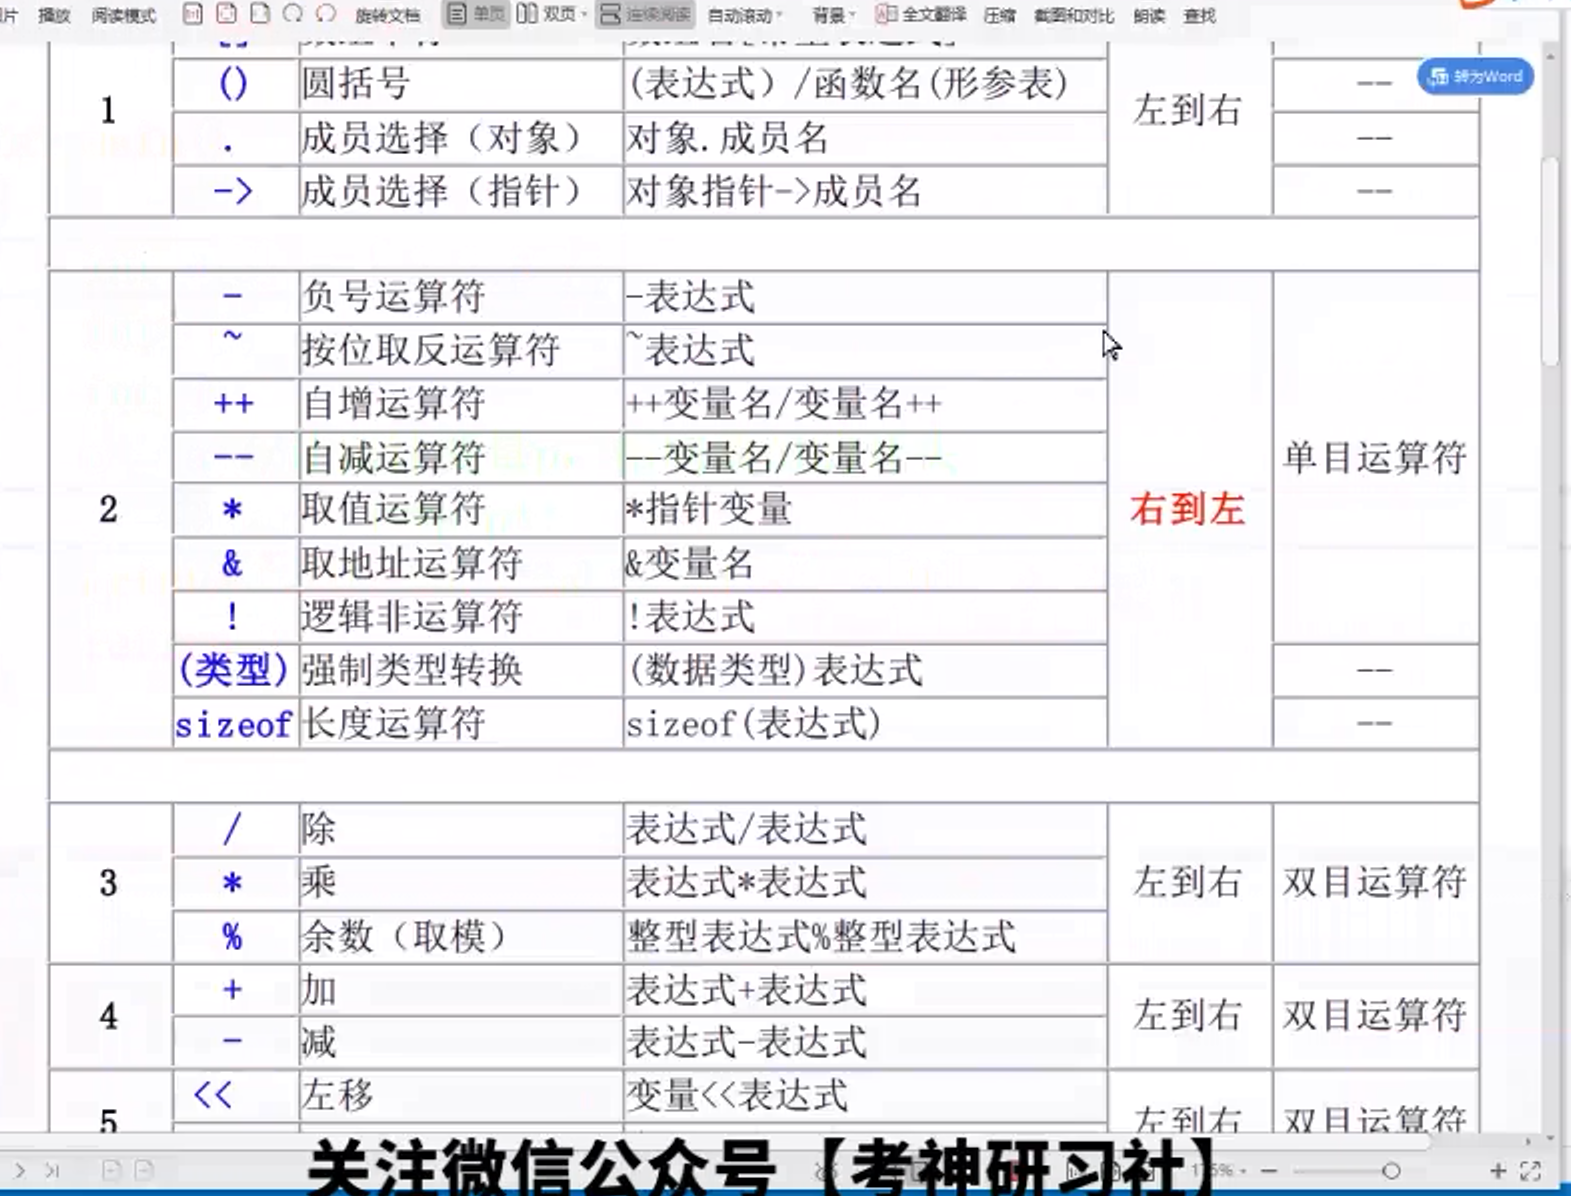 播放 阅读模式 旋转文档 单页 双页 连续阅读 自动滚动 背景 全文翻译 压缩 截图和对比 朗读 查找
转为Word
1 左到右
() 圆括号 (表达式) /函数名(形参表) --
. 成员选择（对象） 对象.成员名 --
-> 成员选择（指针） 对象指针->成员名 --
2 右到左 单目运算符
- 负号运算符 -表达式
~ 按位取反运算符 ~表达式
++ 自增运算符 ++变量名/变量名++
-- 自减运算符 --变量名/变量名--
* 取值运算符 *指针变量
& 取地址运算符 &变量名
! 逻辑非运算符 !表达式
(类型) 强制类型转换 (数据类型)表达式 --
sizeof 长度运算符 sizeof(表达式) --
3 左到右 双目运算符
/ 除 表达式/表达式
* 乘 表达式*表达式
% 余数（取模） 整型表达式%整型表达式
4 左到右 双目运算符
+ 加 表达式+表达式
- 减 表达式-表达式
5 左到右 双目运算符
<< 左移 变量<<表达式
关注微信公众号【考神研习社】